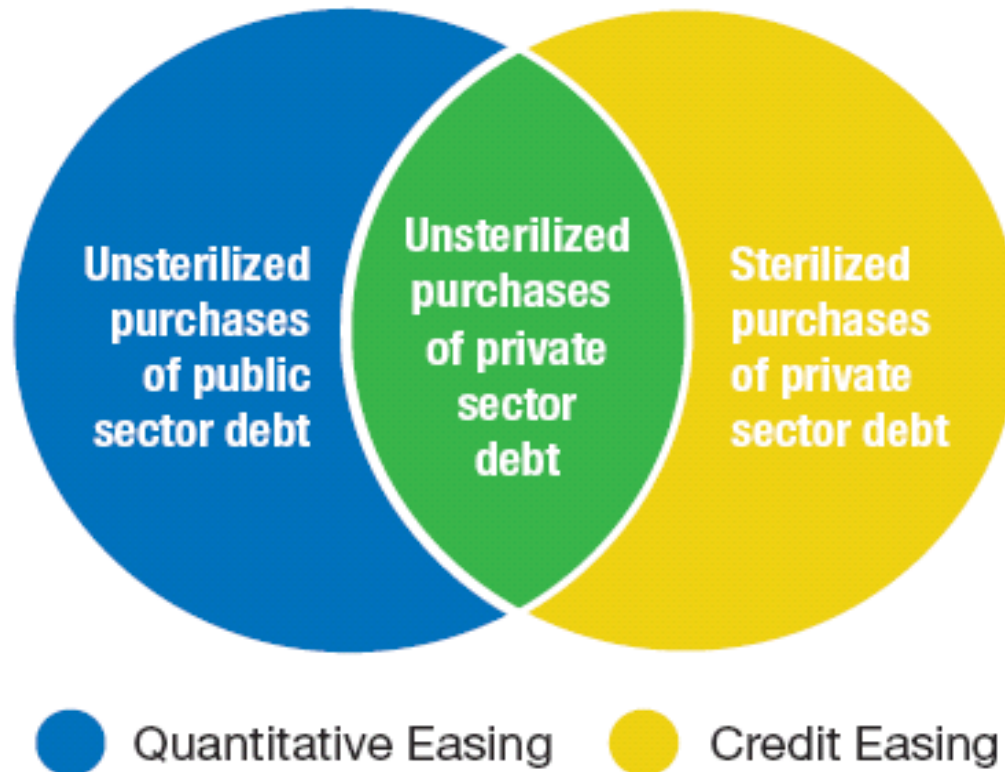 Unsterilized
purchases
of public
sector debt
Unsterilized
purchases
of private
sector
debt
Sterilized
purchases
of private
sector debt
Quantitative Easing
Credit Easing